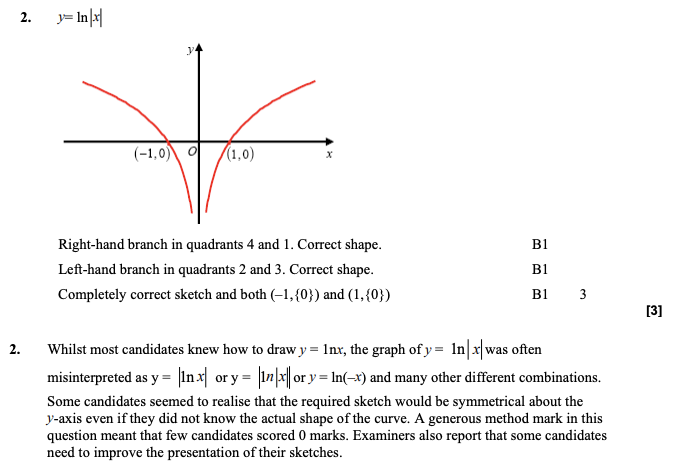 2. y= ln|x|
y
(−1,0) O (1,0) x
Right-hand branch in quadrants 4 and 1. Correct shape. B1
Left-hand branch in quadrants 2 and 3. Correct shape. B1
Completely correct sketch and both (−1,{0}) and (1,{0}) B1 3
[3]
2. Whilst most candidates knew how to draw y = 1nx, the graph of y = ln|x| was often
misinterpreted as y = |ln x| or y = |ln|x|| or y = ln(−x) and many other different combinations.
Some candidates seemed to realise that the required sketch would be symmetrical about the
y-axis even if they did not know the actual shape of the curve. A generous method mark in this
question meant that few candidates scored 0 marks. Examiners also report that some candidates
need to improve the presentation of their sketches.